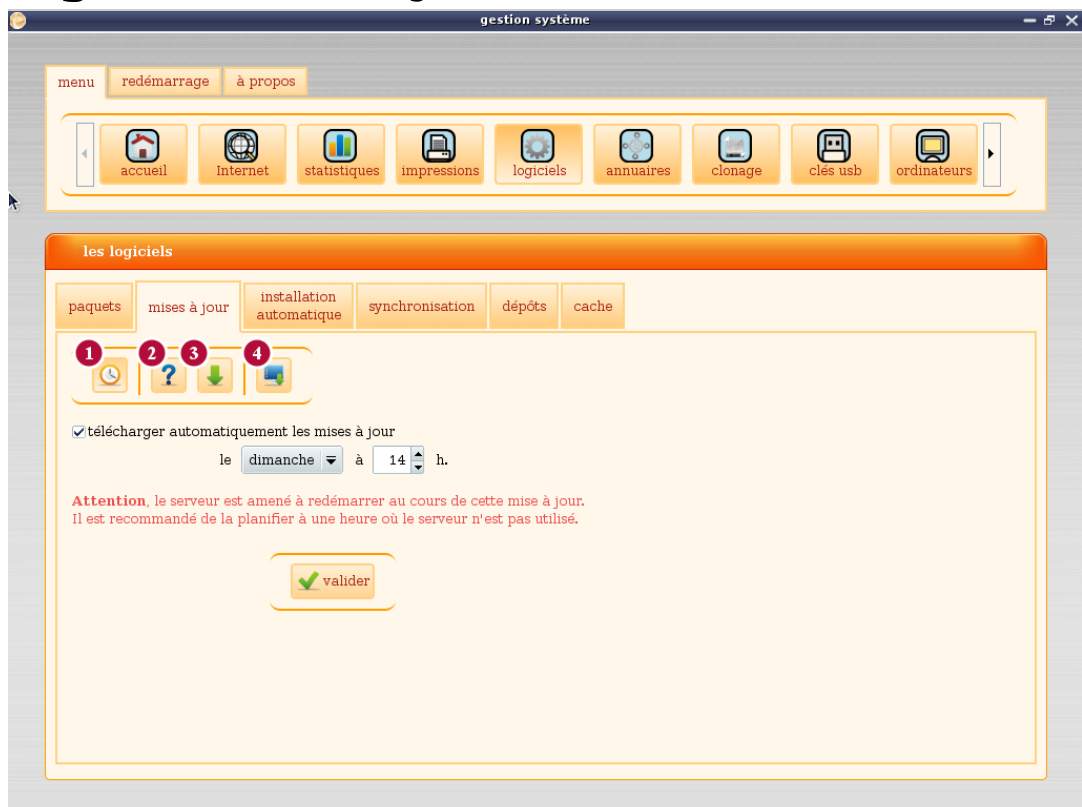 gestion système
menu redémarrage à propos
accueil Internet statistiques impressions logiciels annuaires clonage clés usb ordinateurs
les logiciels
paquets mises à jour installation automatique synchronisation dépôts cache
1 2 3 4
?
télécharger automatiquement les mises à jour
le dimanche à 14 h.
Attention, le serveur est amené à redémarrer au cours de cette mise à jour.
Il est recommandé de la planifier à une heure où le serveur n'est pas utilisé.
valider